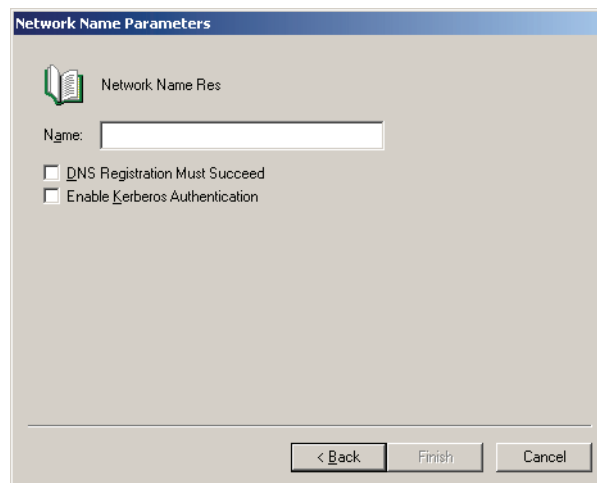 Network Name Parameters
Network Name Res
Name:
DNS Registration Must Succeed
Enable Kerberos Authentication
< Back Finish Cancel